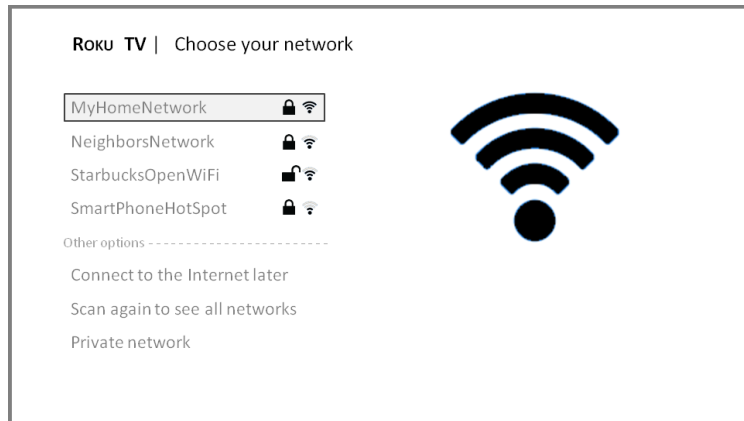 Roku TV | Choose your network
MyHomeNetwork
NeighborsNetwork
StarbucksOpenWiFi
SmartPhoneHotSpot
Other options
Connect to the Internet later
Scan again to see all networks
Private network